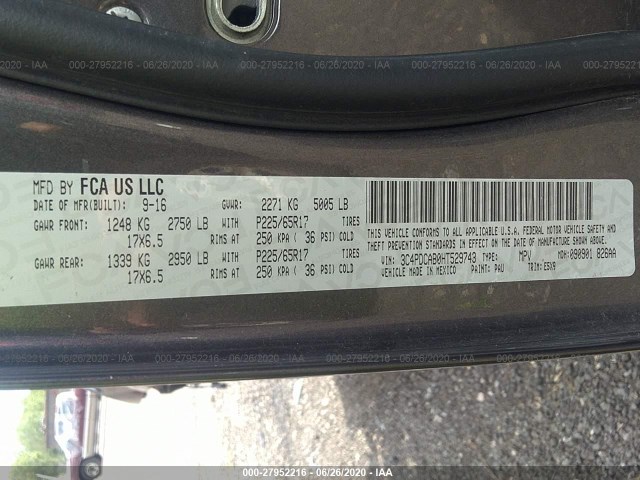 000-27952216 - 06/26/2020 - IAA
MFD BY FCA US LLC
DATE OF MFR(BUILT): 9-16 GVWR: 2271 KG 5005 LB
GAWR FRONT: 1248 KG 2750 LB WITH P225/65R17 TIRES
17X6.5 RIMS AT 250 KPA ( 36 PSI) COLD
GAWR REAR: 1339 KG 2950 LB WITH P225/65R17 TIRES
17X6.5 RIMS AT 250 KPA ( 36 PSI) COLD
THIS VEHICLE CONFORMS TO ALL APPLICABLE U.S.A. FEDERAL MOTOR VEHICLE SAFETY AND
THEFT PREVENTION STANDARDS IN EFFECT ON THE DATE OF MANUFACTURE SHOWN ABOVE.
VIN: 3C4PDCAB0HT529743 TYPE: MPV MDH: 090901 826AA
MADE IN MEXICO PAINT: PAU TRIM: E5X9
000-27952216 - 06/26/2020 - IAA